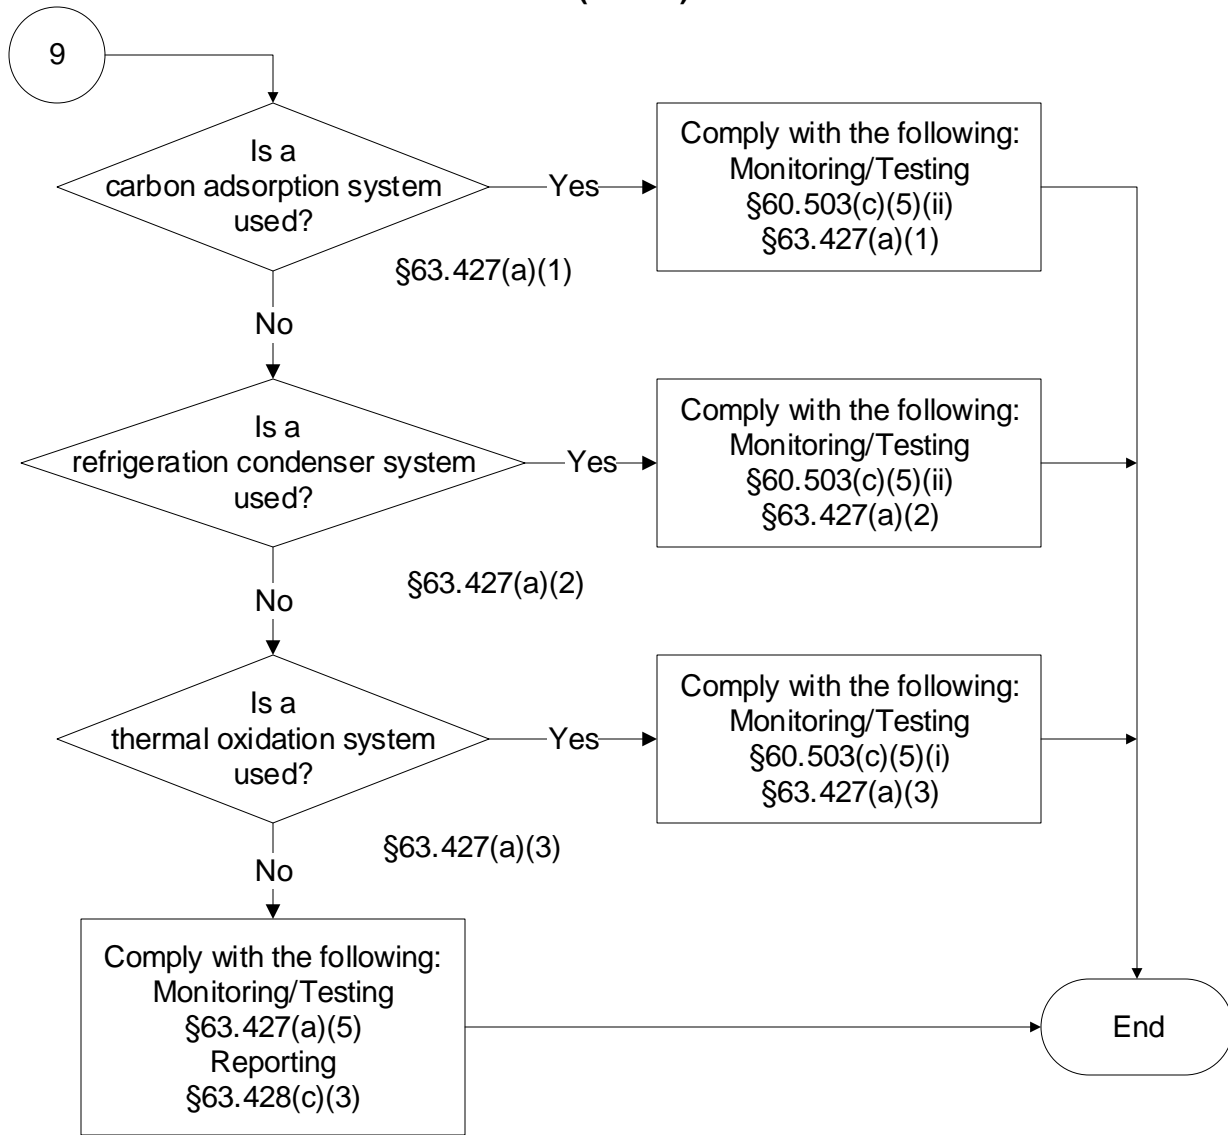 9
Is a
carbon adsorption system
used?
Yes
Comply with the following:
Monitoring/Testing
§60.503(c)(5)(ii)
§63.427(a)(1)
§63.427(a)(1)
No
Is a
refrigeration condenser system
used?
Yes
Comply with the following:
Monitoring/Testing
§60.503(c)(5)(ii)
§63.427(a)(2)
§63.427(a)(2)
No
Is a
thermal oxidation system
used?
Yes
Comply with the following:
Monitoring/Testing
§60.503(c)(5)(i)
§63.427(a)(3)
§63.427(a)(3)
No
Comply with the following:
Monitoring/Testing
§63.427(a)(5)
Reporting
§63.428(c)(3)
End